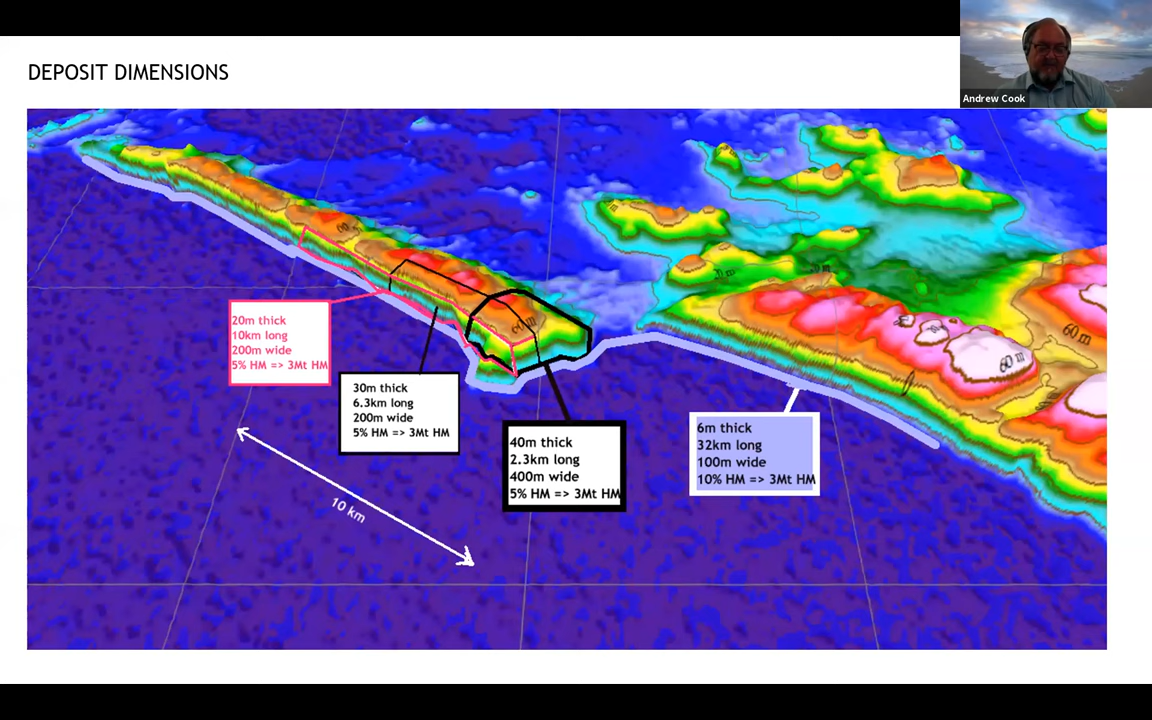 DEPOSIT DIMENSIONS
Andrew Cook
60 m
20m thick
10km long
200m wide
5% HM => 3Mt HM
30m thick
6.3km long
200m wide
5% HM => 3Mt HM
60 m
40m thick
2.3km long
400m wide
5% HM => 3Mt HM
6m thick
32km long
100m wide
10% HM => 3Mt HM
60 m
60 m
10 km